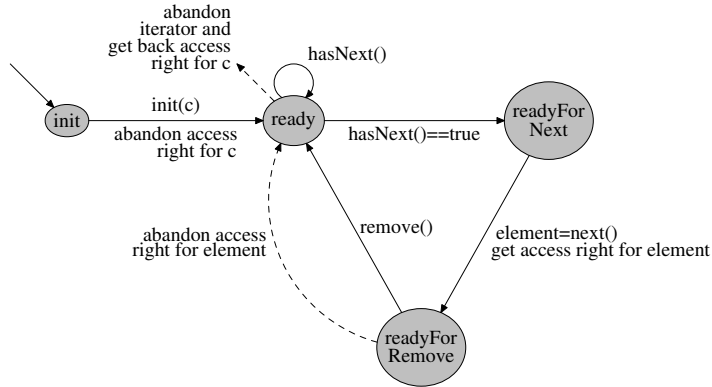 abandon
iterator and
get back access
right for c
hasNext()
init
init(c)
abandon access
right for c
ready
hasNext()==true
readyFor
Next
abandon access
right for element
remove()
element=next()
get access right for element
readyFor
Remove